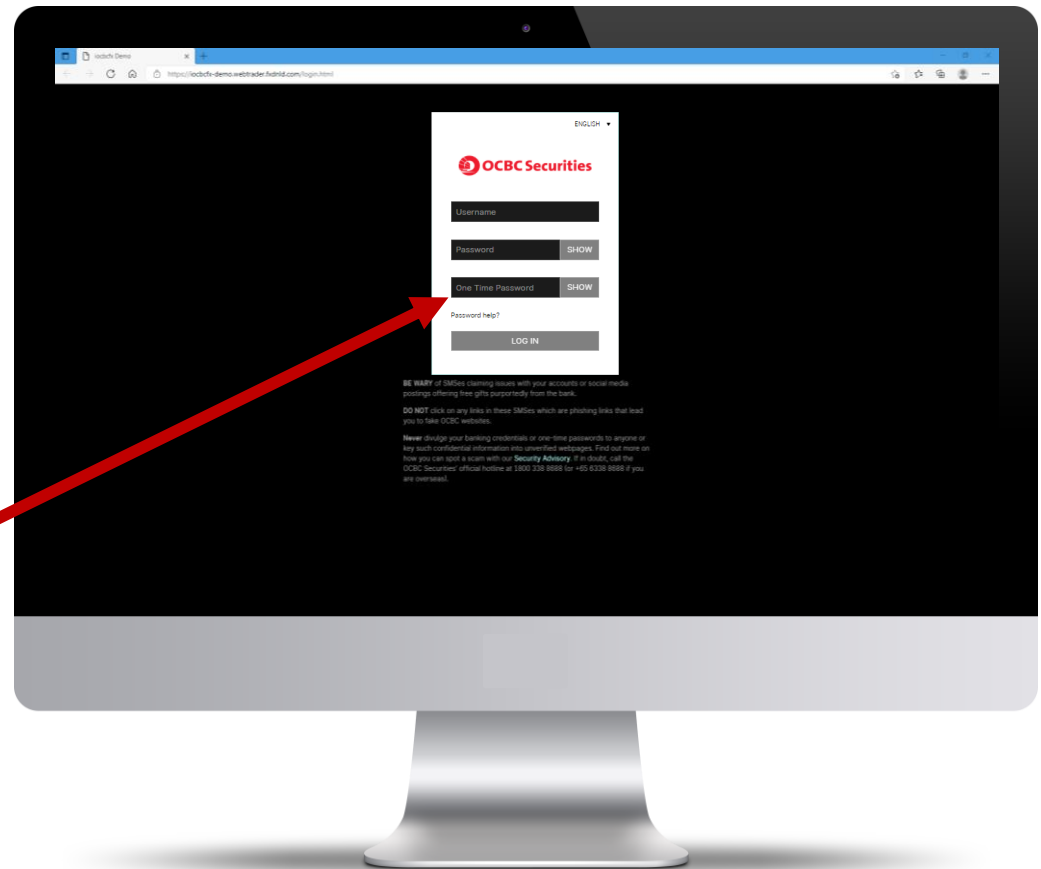 iocbcfx Demo
https://iocbcfx-demo.webtrader.fxdnld.com/login.html
ENGLISH
OCBC Securities
Username
Password SHOW
One Time Password SHOW
Password help?
LOG IN
BE WARY of SMSes claiming issues with your accounts or social media
postings offering free gifts purportedly from the bank.
DO NOT click on any links in these SMSes which are phishing links that lead
you to fake OCBC websites.
Never divulge your banking credentials or one-time passwords to anyone or
key such confidential information into unverified webpages. Find out more on
how you can spot a scam with our Security Advisory. If in doubt, call the
OCBC Securities' official hotline at 1800 338 8688 (or +65 6338 8688 if you
are overseas).